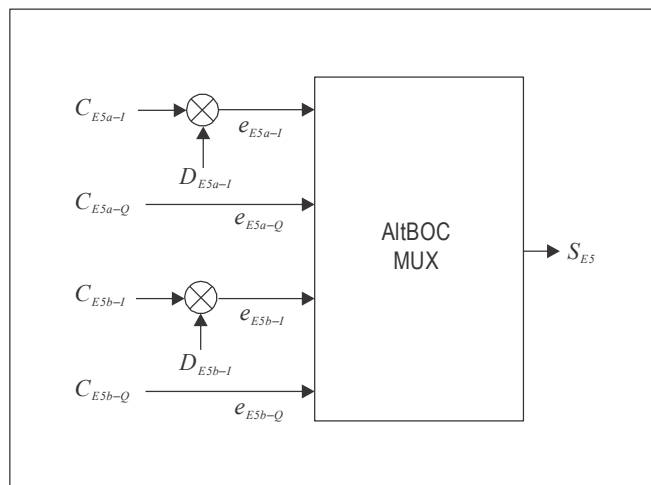 C_{E5a-I}
e_{E5a-I}
D_{E5a-I}
C_{E5a-Q}
e_{E5a-Q}
AltBOC
MUX
S_{E5}
C_{E5b-I}
e_{E5b-I}
D_{E5b-I}
C_{E5b-Q}
e_{E5b-Q}